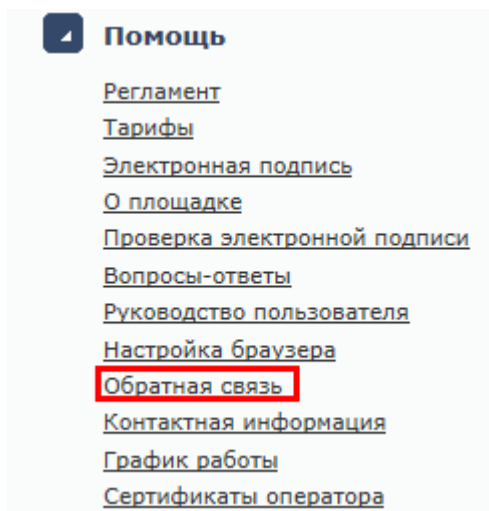 Помощь
Регламент
Тарифы
Электронная подпись
О площадке
Проверка электронной подписи
Вопросы-ответы
Руководство пользователя
Настройка браузера
Обратная связь
Контактная информация
График работы
Сертификаты оператора